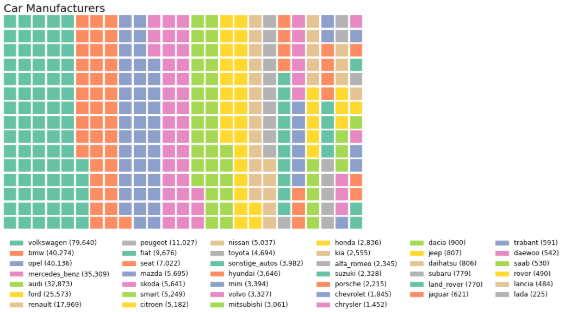 Car Manufacturers
volkswagen (79,640)
bmw (40,274)
opel (40,136)
mercedes_benz (35,309)
audi (32,873)
ford (25,573)
renault (17,969)
peugeot (11,027)
fiat (9,676)
seat (7,022)
mazda (5,695)
skoda (5,641)
smart (5,249)
citroen (5,182)
nissan (5,037)
toyota (4,694)
sonstige_autos (3,982)
hyundai (3,646)
mini (3,394)
volvo (3,327)
mitsubishi (3,061)
honda (2,836)
kia (2,555)
alfa_romeo (2,345)
suzuki (2,328)
porsche (2,215)
chevrolet (1,845)
chrysler (1,452)
dacia (900)
jeep (807)
daihatsu (806)
subaru (779)
land_rover (770)
jaguar (621)
trabant (591)
daewoo (542)
saab (530)
rover (490)
lancia (484)
lada (225)